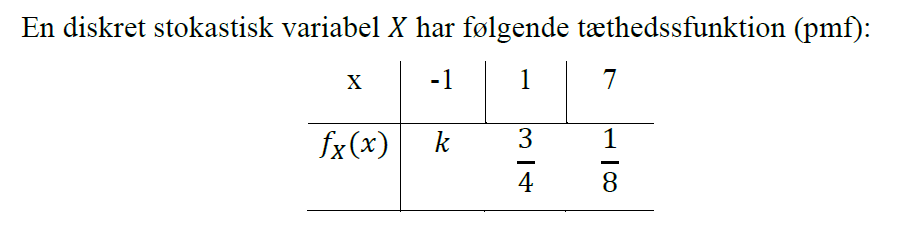 En diskret stokastisk variabel X har følgende tæthedssfunktion (pmf):
x -1 1 7
f_X(x) k 3/4 1/8